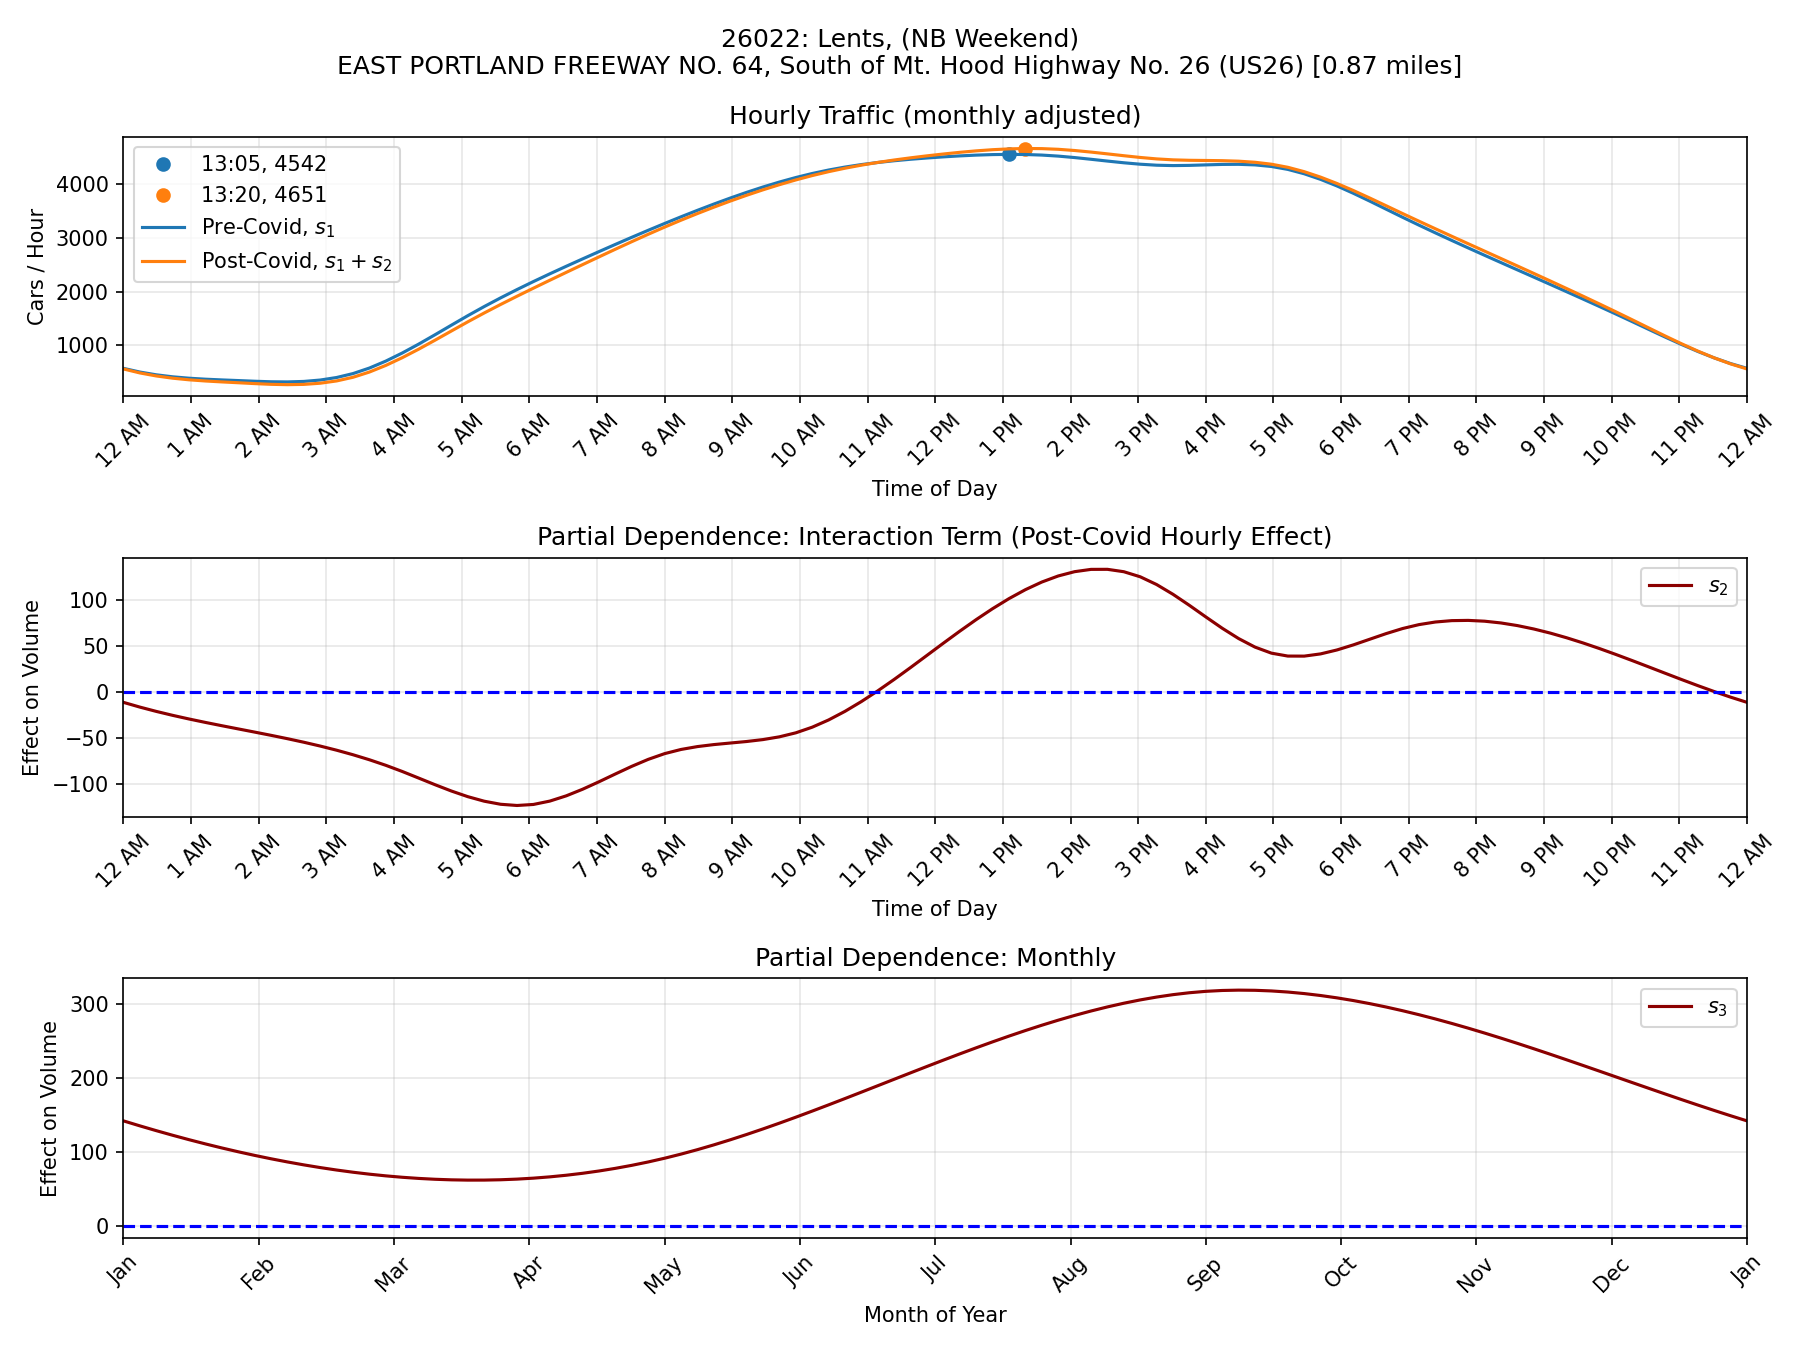 26022: Lents, (NB Weekend)
EAST PORTLAND FREEWAY NO. 64, South of Mt. Hood Highway No. 26 (US26) [0.87 miles]
Hourly Traffic (monthly adjusted)
Cars / Hour
4000
3000
2000
1000
13:05, 4542
13:20, 4651
Pre-Covid, s₁
Post-Covid, s₁ + s₂
12 AM 1 AM 2 AM 3 AM 4 AM 5 AM 6 AM 7 AM 8 AM 9 AM 10 AM 11 AM 12 PM 1 PM 2 PM 3 PM 4 PM 5 PM 6 PM 7 PM 8 PM 9 PM 10 PM 11 PM 12 AM
Time of Day
Partial Dependence: Interaction Term (Post-Covid Hourly Effect)
Effect on Volume
100
50
0
−50
−100
s₂
12 AM 1 AM 2 AM 3 AM 4 AM 5 AM 6 AM 7 AM 8 AM 9 AM 10 AM 11 AM 12 PM 1 PM 2 PM 3 PM 4 PM 5 PM 6 PM 7 PM 8 PM 9 PM 10 PM 11 PM 12 AM
Time of Day
Partial Dependence: Monthly
Effect on Volume
300
200
100
0
s₃
Jan Feb Mar Apr May Jun Jul Aug Sep Oct Nov Dec Jan
Month of Year